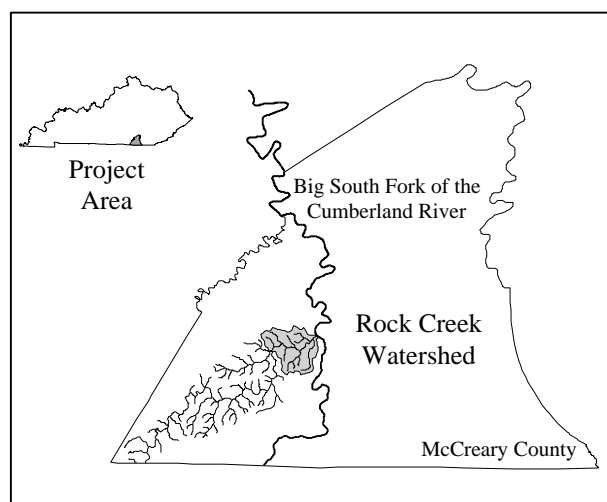 Project
Area
Big South Fork of the
Cumberland River
Rock Creek
Watershed
McCreary County